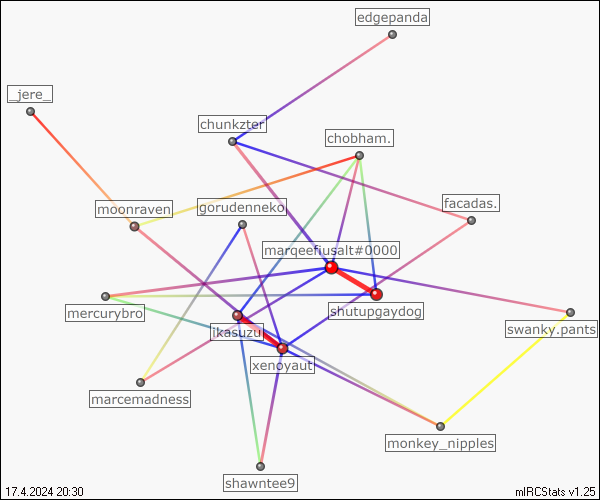 edgepanda
_jere_
chunkzter
chobham.
moonraven
gorudenneko
facadas.
marqeefiusalt#0000
mercurybro
shutupgaydog
swanky.pants
ikasuzu
xenoyaut
marcemadness
monkey_nipples
shawntee9
17.4.2024 20:30
mIRCStats v1.25